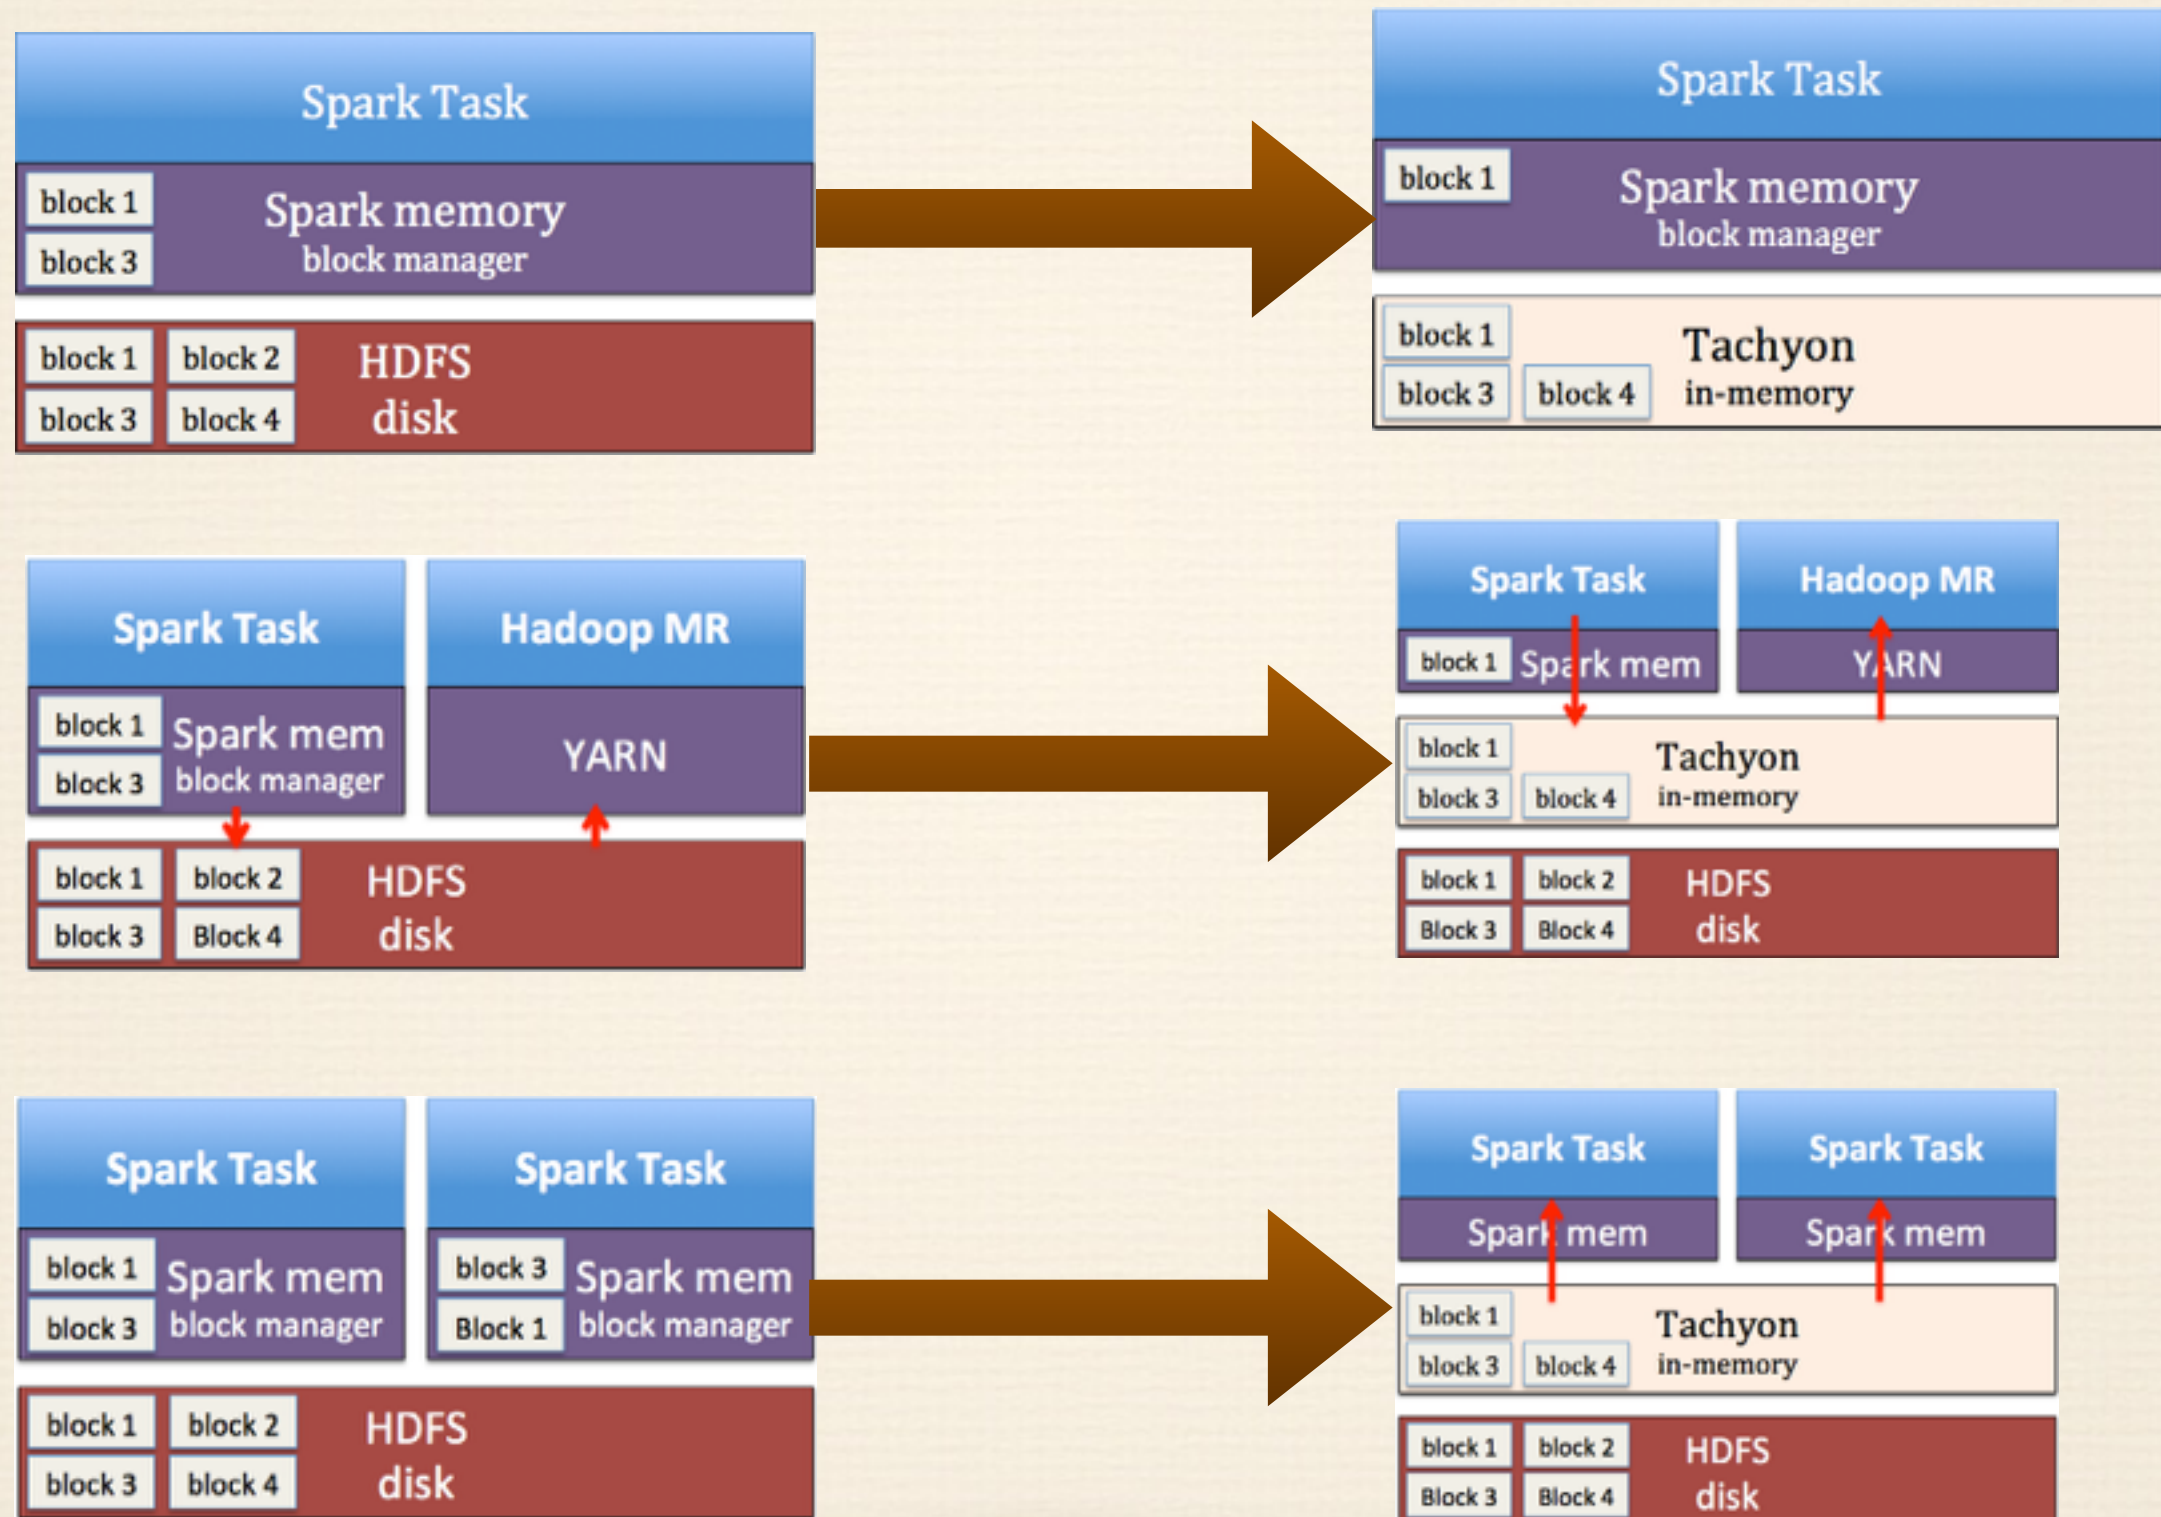 Spark Task
block 1
block 3
Spark memory
block manager
block 1 block 2
block 3 block 4
HDFS
disk
Spark Task
block 1
Spark memory
block manager
block 1
block 3 block 4
Tachyon
in-memory
Spark Task
block 1
block 3
Spark mem
block manager
Hadoop MR
YARN
block 1 block 2
block 3 Block 4
HDFS
disk
Spark Task
block 1 Spark mem
Hadoop MR
YARN
block 1
block 3 block 4
Tachyon
in-memory
block 1 block 2
Block 3 Block 4
HDFS
disk
Spark Task
block 1
block 3
Spark mem
block manager
Spark Task
block 3
Block 1
Spark mem
block manager
block 1 block 2
block 3 block 4
HDFS
disk
Spark Task
Spark mem
Spark Task
Spark mem
block 1
block 3 block 4
Tachyon
in-memory
block 1 block 2
Block 3 Block 4
HDFS
disk